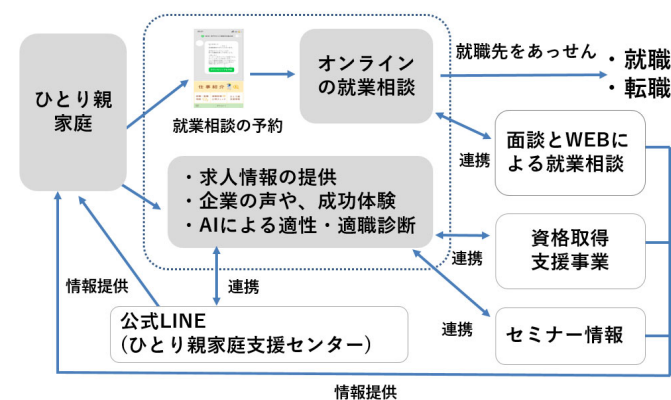 ひとり親
家庭
仕事紹介
就業相談の予約
オンライン
の就業相談
就職先をあっせん
・就職
・転職
連携
面談とWEBに
よる就業相談
・求人情報の提供
・企業の声や、成功体験
・AIによる適性・適職診断
連携
資格取得
支援事業
情報提供
連携
公式LINE
(ひとり親家庭支援センター)
連携
セミナー情報
情報提供